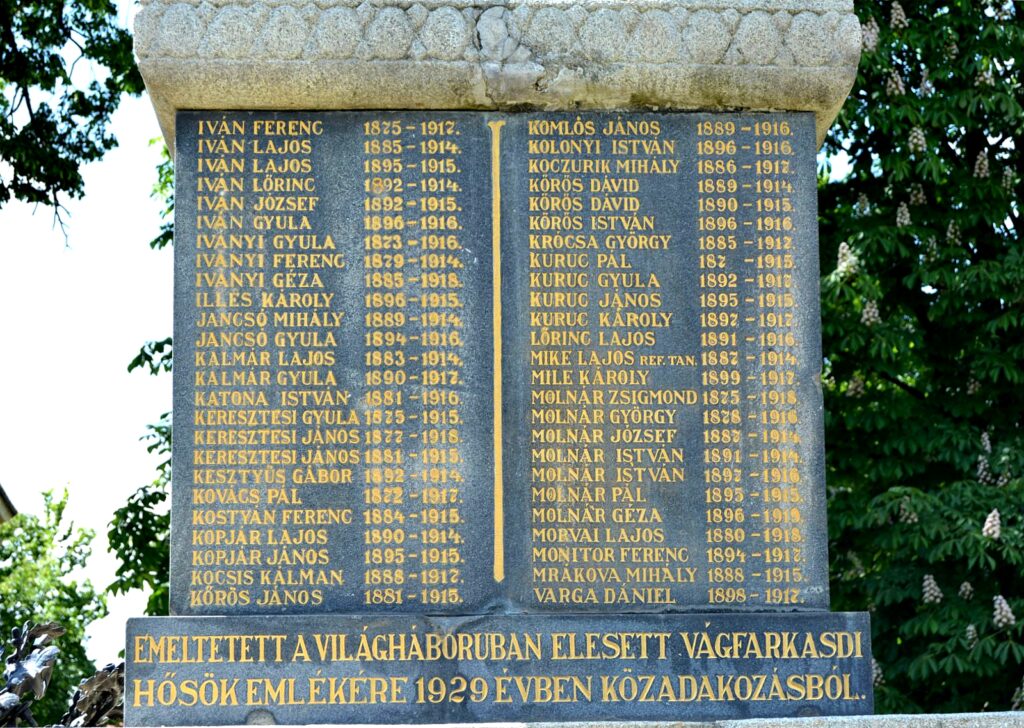 IVÁN FERENC 1875-1917.
IVÁN LAJOS 1885-1914.
IVÁN LAJOS 1895-1915.
IVÁN LŐRINC 1892-1914.
IVÁN JÓZSEF 1892-1915.
IVÁN GYULA 1896-1916.
IVÁNYI GYULA 1873-1916.
IVÁNYI FERENC 1879-1914.
IVÁNYI GÉZA 1885-1918.
ILLÉS KÁROLY 1896-1915.
JANCSÓ MIHÁLY 1889-1914.
JANCSÓ GYULA 1894-1916.
KÁLMÁR LAJOS 1883-1914.
KÁLMÁR GYULA 1890-1917.
KATONA ISTVÁN 1881-1916.
KERESZTESI GYULA 1875-1915.
KERESZTESI JÁNOS 1877-1918.
KERESZTESI JÁNOS 1881-1915.
KESZTYŰS GÁBOR 1892-1914.
KOVÁCS PÁL 1872-1917.
KOSTYÁN FERENC 1884-1915.
KOPJÁR LAJOS 1890-1914.
KOPJÁR JÁNOS 1895-1915.
KOCSIS KÁLMÁN 1888-1917.
KŐRÖS JÁNOS 1881-1915.
KOMLÓS JÁNOS 1889-1916.
KOLONYI ISTVÁN 1896-1916.
KOCZURIK MIHÁLY 1886-1917.
KŐRÖS DÁVID 1889-1914.
KŐRÖS DÁVID 1890-1915.
KŐRÖS ISTVÁN 1896-1916.
KRÖCSA GYÖRGY 1885-1917.
KURUC PÁL 187 -1915.
KURUC GYULA 1892-1917.
KURUC JÁNOS 1895-1915.
KURUC KÁROLY 1897-1917.
LŐRINC LAJOS 1891-1916.
MIKE LAJOS REF. TAN. 1887-1914.
MILE KÁROLY 1899-1917.
MOLNÁR ZSIGMOND 1875-1918.
MOLNÁR GYÖRGY 1878-1916.
MOLNÁR JÓZSEF 1887-1914.
MOLNÁR ISTVÁN 1891-1914.
MOLNÁR ISTVÁN 1897-1916.
MOLNÁR PÁL 1895-1915.
MOLNÁR GÉZA 1896-1919.
MORVAI LAJOS 1880-1918.
MONITOR FERENC 1894-1917.
MRÁKOVA MIHÁLY 1888-1915.
VARGA DÁNIEL 1898-1917.
EMELTETETT A VILÁGHÁBORUBAN ELESETT VÁGFARKASDI
HŐSÖK EMLÉKÉRE 1929 ÉVBEN KÖZADAKOZÁSBÓL.